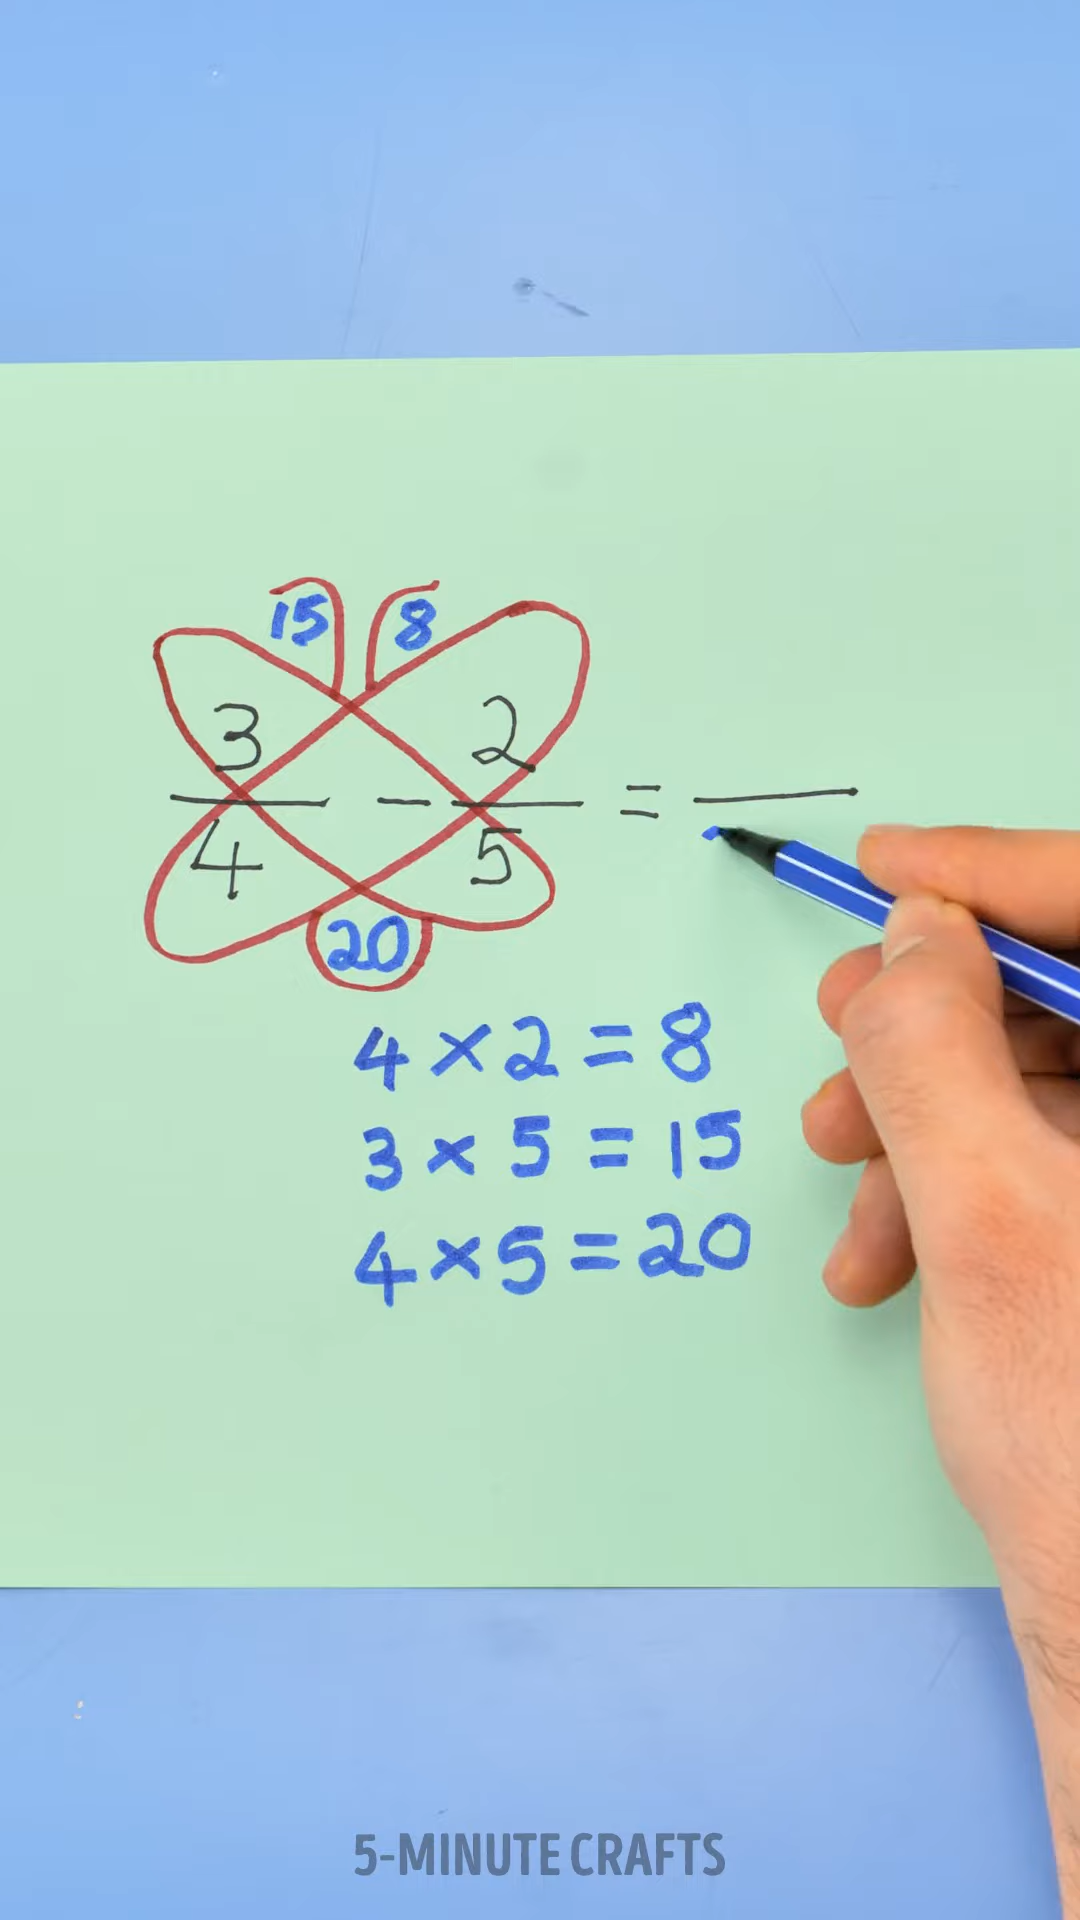 15 8
3 2
- =
4 5
20
4 × 2 = 8
3 × 5 = 15
4 × 5 = 20
5-MINUTE CRAFTS